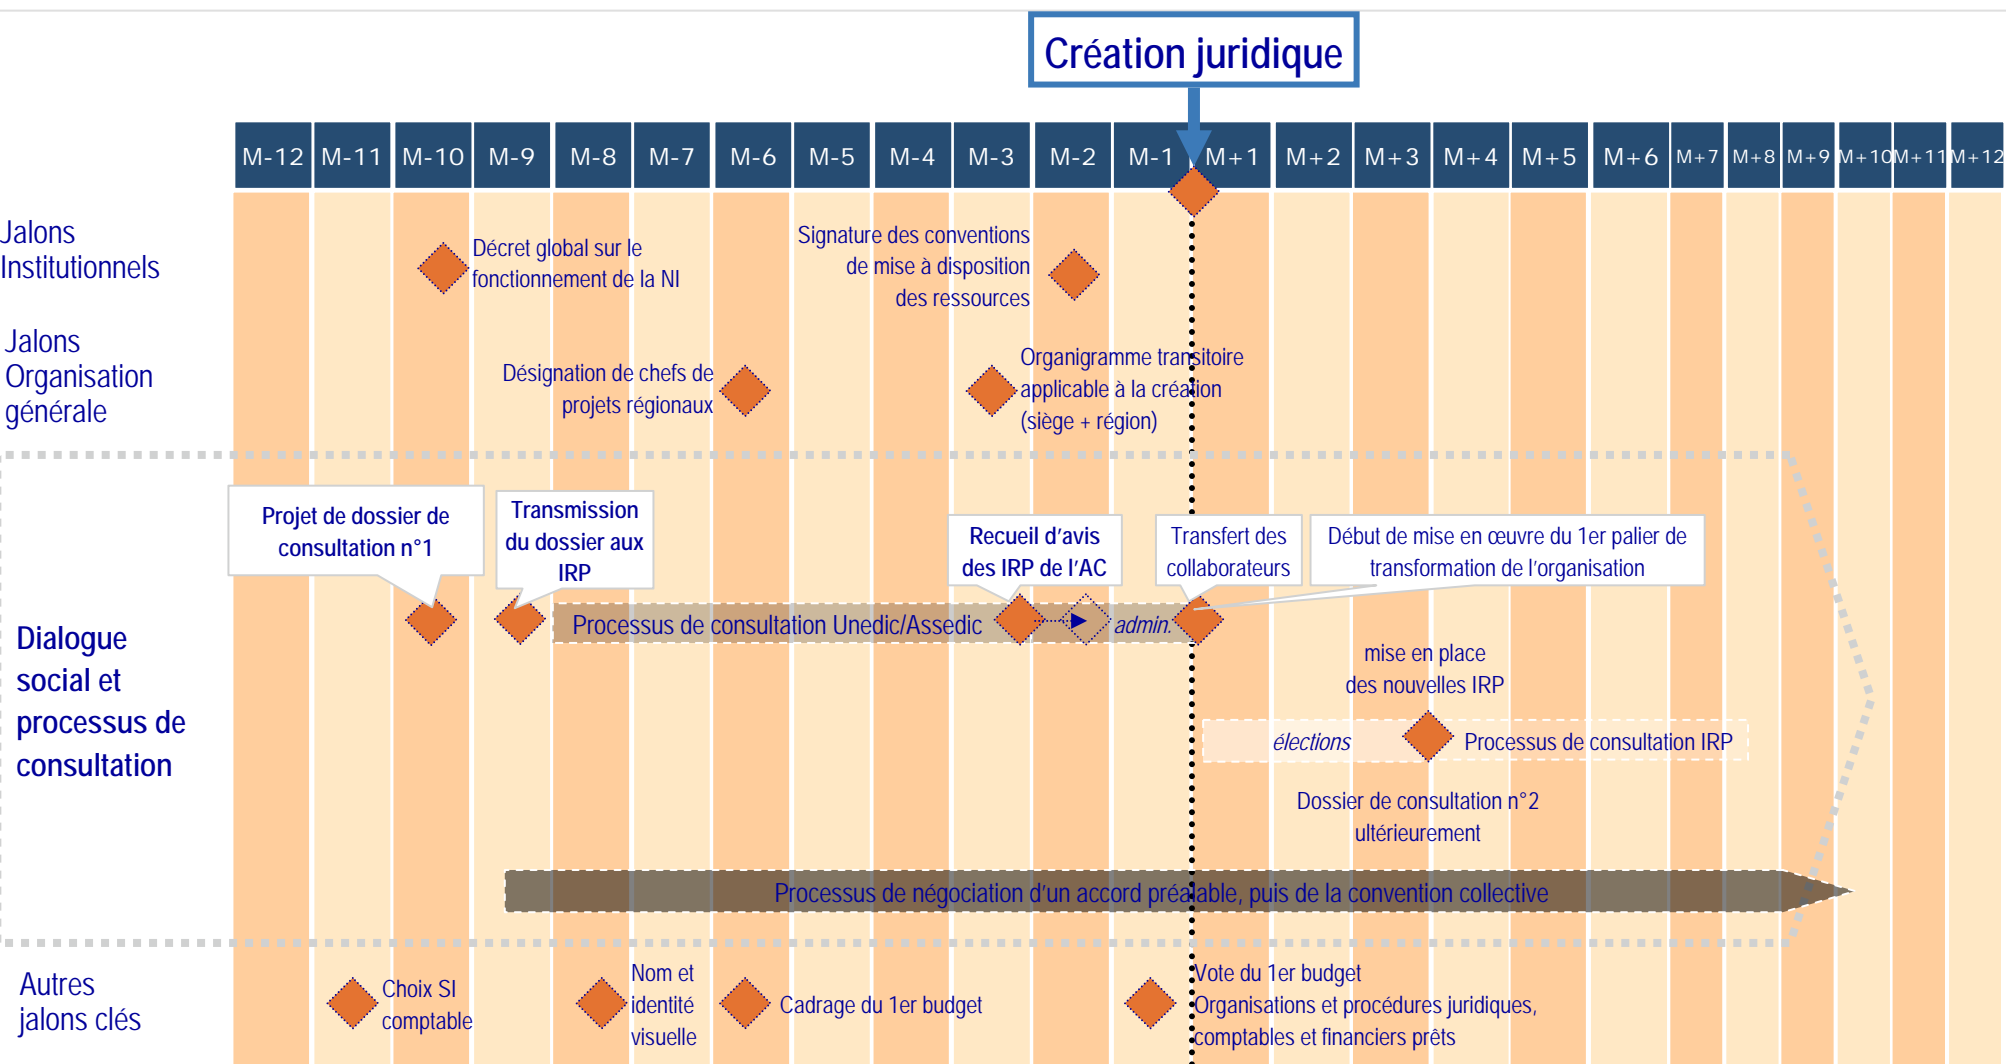 Création juridique
M-12 M-11 M-10 M-9 M-8 M-7 M-6 M-5 M-4 M-3 M-2 M-1 M+1 M+2 M+3 M+4 M+5 M+6 M+7 M+8 M+9 M+10 M+11 M+12
Jalons
Institutionnels
Décret global sur le
fonctionnement de la NI
Signature des conventions
de mise à disposition
des ressources
Jalons
Organisation
générale
Désignation de chefs de
projets régionaux
Organigramme transitoire
applicable à la création
(siège + région)
Dialogue
social et
processus de
consultation
Projet de dossier de
consultation n°1
Transmission
du dossier aux
IRP
Recueil d'avis
des IRP de l'AC
Transfert des
collaborateurs
Début de mise en œuvre du 1er palier de
transformation de l'organisation
Processus de consultation Unedic/Assedic
admin.
mise en place
des nouvelles IRP
élections
Processus de consultation IRP
Dossier de consultation n°2
ultérieurement
Processus de négociation d'un accord préalable, puis de la convention collective
Autres
jalons clés
Choix SI
comptable
Nom et
identité
visuelle
Cadrage du 1er budget
Vote du 1er budget
Organisations et procédures juridiques,
comptables et financiers prêts